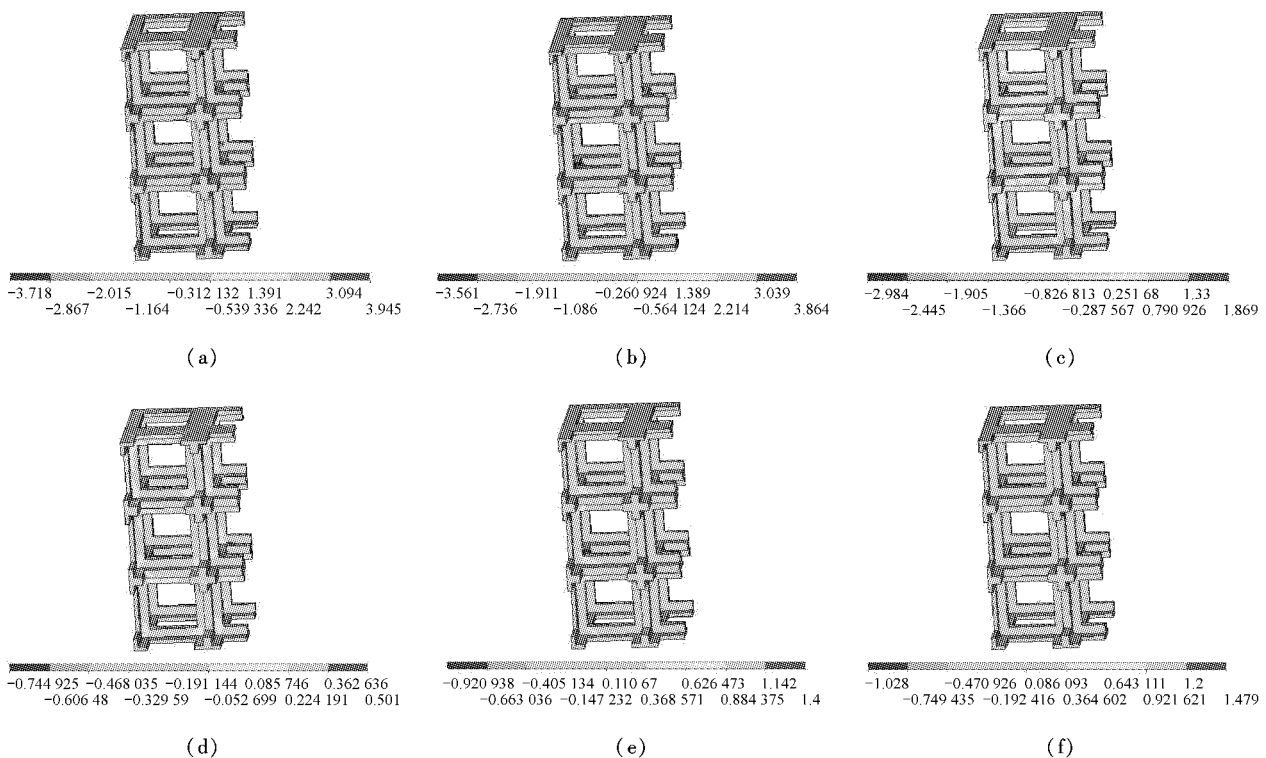 −3.718 −2.015 −0.312 132 1.391 3.094
−2.867 −1.164 −0.539 336 2.242 3.945
(a)
−3.561 −1.911 −0.260 924 1.389 3.039
−2.736 −1.086 −0.564 124 2.214 3.864
(b)
−2.984 −1.905 −0.826 813 0.251 68 1.33
−2.445 −1.366 −0.287 567 0.790 926 1.869
(c)
−0.744 925 −0.468 035 −0.191 144 0.085 746 0.362 636
−0.606 48 −0.329 59 −0.052 699 0.224 191 0.501
(d)
−0.920 938 −0.405 134 0.110 67 0.626 473 1.142
−0.663 036 −0.147 232 0.368 571 0.884 375 1.4
(e)
−1.028 −0.470 926 0.086 093 0.643 111 1.2
−0.749 435 −0.192 416 0.364 602 0.921 621 1.479
(f)